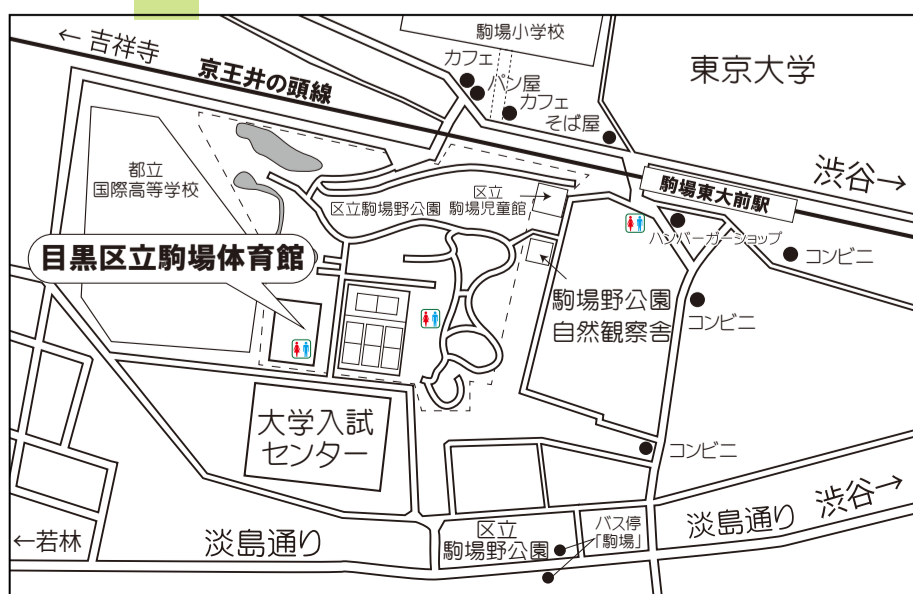 駒場小学校
← 吉祥寺
カフェ
京王井の頭線
パン屋
東京大学
カフェ
そば屋
都立
国際高等学校
渋谷→
区立
駒場児童館
駒場東大前駅
区立駒場野公園
ハンバーガーショップ
目黒区立駒場体育館
コンビニ
駒場野公園
自然観察舎
コンビニ
大学入試
センター
コンビニ
渋谷→
←若林
淡島通り
区立
駒場野公園
バス停
「駒場」
淡島通り